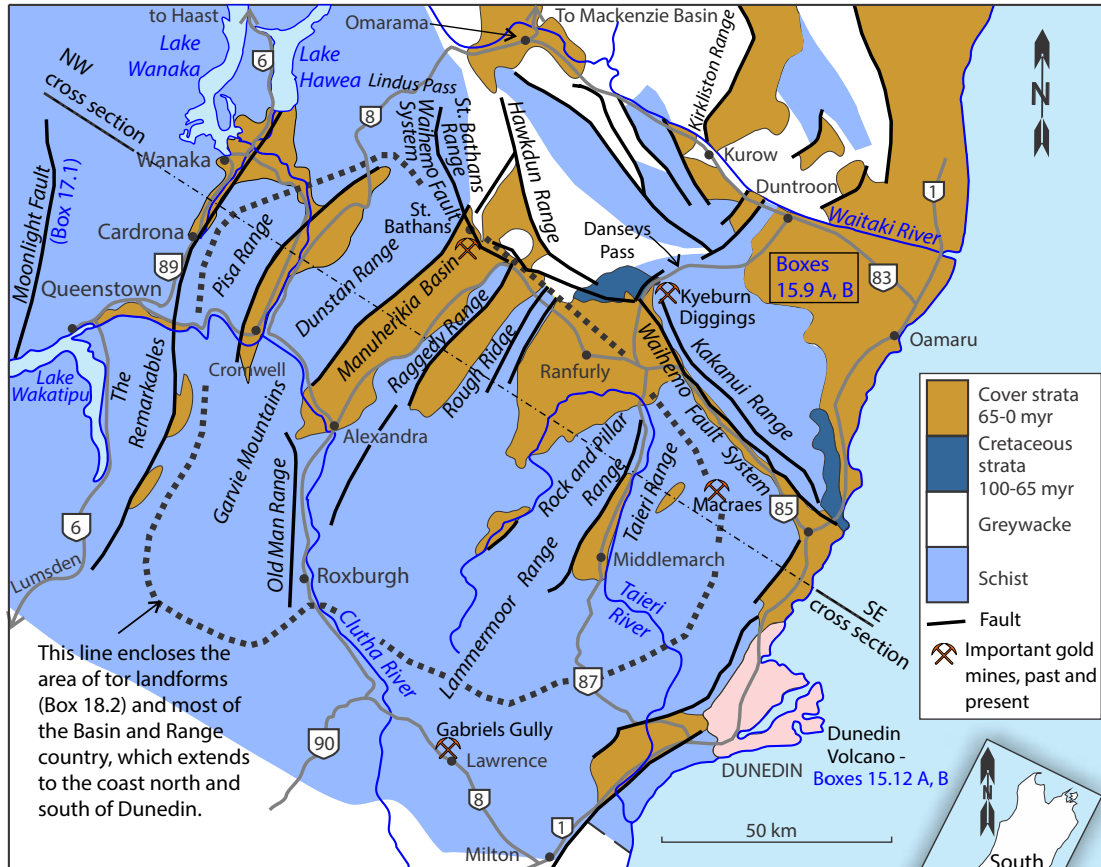 to Haast
Lake
Wanaka
6
Lake
Hawea
Omarama
To Mackenzie Basin
Lindus Pass
8
NW
cross section
Wanaka
Moonlight Fault
(Box 17.1)
Cardrona
89
Queenstown
Pisa Range
Waihemo Fault
System
St. Bathans
Range
St.
Bathans
Hawkdun Range
Kirkliston Range
Kurow
Duntroon
Waitaki River
1
N
Danseys
Pass
Boxes
15.9 A, B
83
Kyeburn
Diggings
Oamaru
Dunstan Range
Manuherikia Basin
Raggedy Range
Rough Ridge
Ranfurly
Waihemo Fault System
Kakanui Range
Lake
Wakatipu
The
Remarkables
Cromwell
Garvie Mountains
Alexandra
Old Man Range
Rock and Pillar
Range
Taieri Range
Macraes
85
6
Lumsden
Roxburgh
Clutha River
Lammermoor Range
Middlemarch
Taieri
River
SE
cross section
This line encloses the
area of tor landforms
(Box 18.2) and most of
the Basin and Range
country, which extends
to the coast north and
south of Dunedin.
87
90
Gabriels Gully
Lawrence
8
1
Milton
DUNEDIN
Dunedin
Volcano -
Boxes 15.12 A, B
50 km
Cover strata
65-0 myr
Cretaceous
strata
100-65 myr
Greywacke
Schist
Fault
Important gold
mines, past and
present
N
South